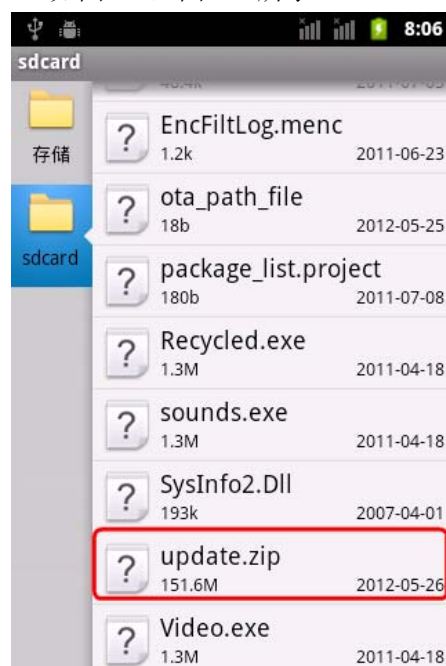 8:06
sdcard
存储
sdcard
EncFiltLog.menc
1.2k 2011-06-23
ota_path_file
18b 2012-05-25
package_list.project
180b 2011-07-08
Recycled.exe
1.3M 2011-04-18
sounds.exe
1.3M 2011-04-18
SysInfo2.Dll
193k 2007-04-01
update.zip
151.6M 2012-05-26
Video.exe
1.3M 2011-04-18